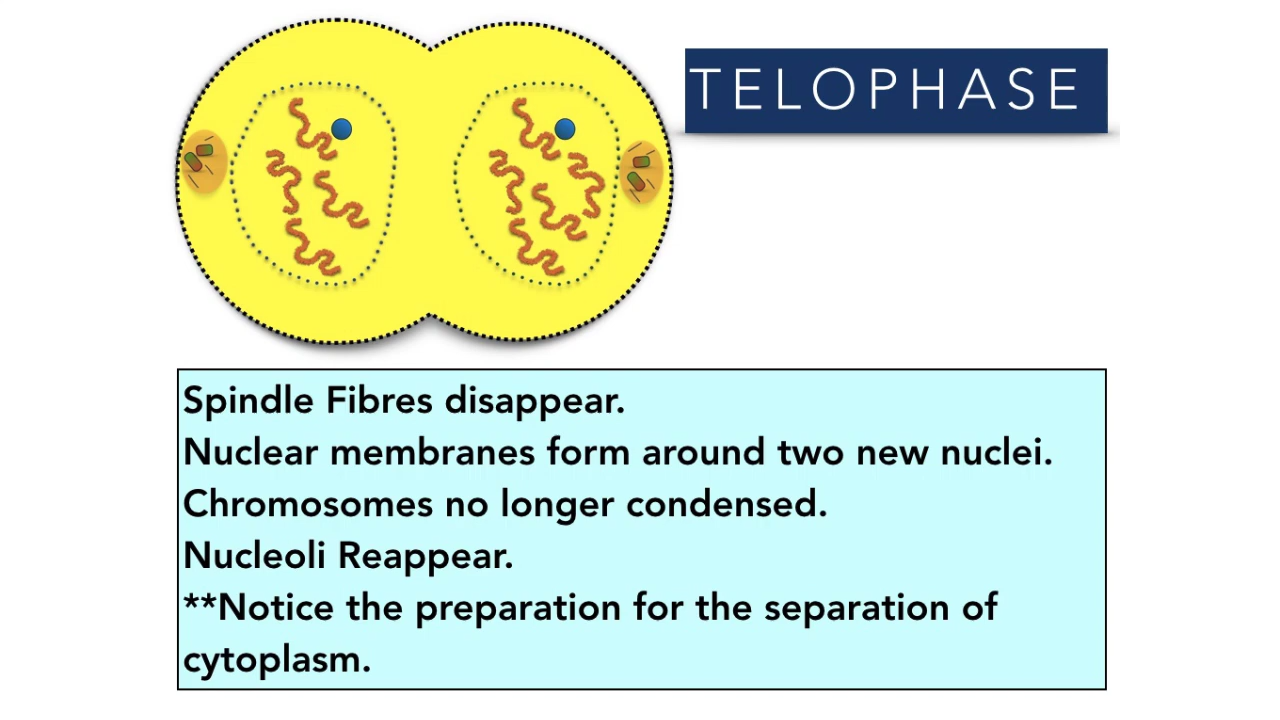 TELOPHASE
Spindle Fibres disappear.
Nuclear membranes form around two new nuclei.
Chromosomes no longer condensed.
Nucleoli Reappear.
**Notice the preparation for the separation of
cytoplasm.